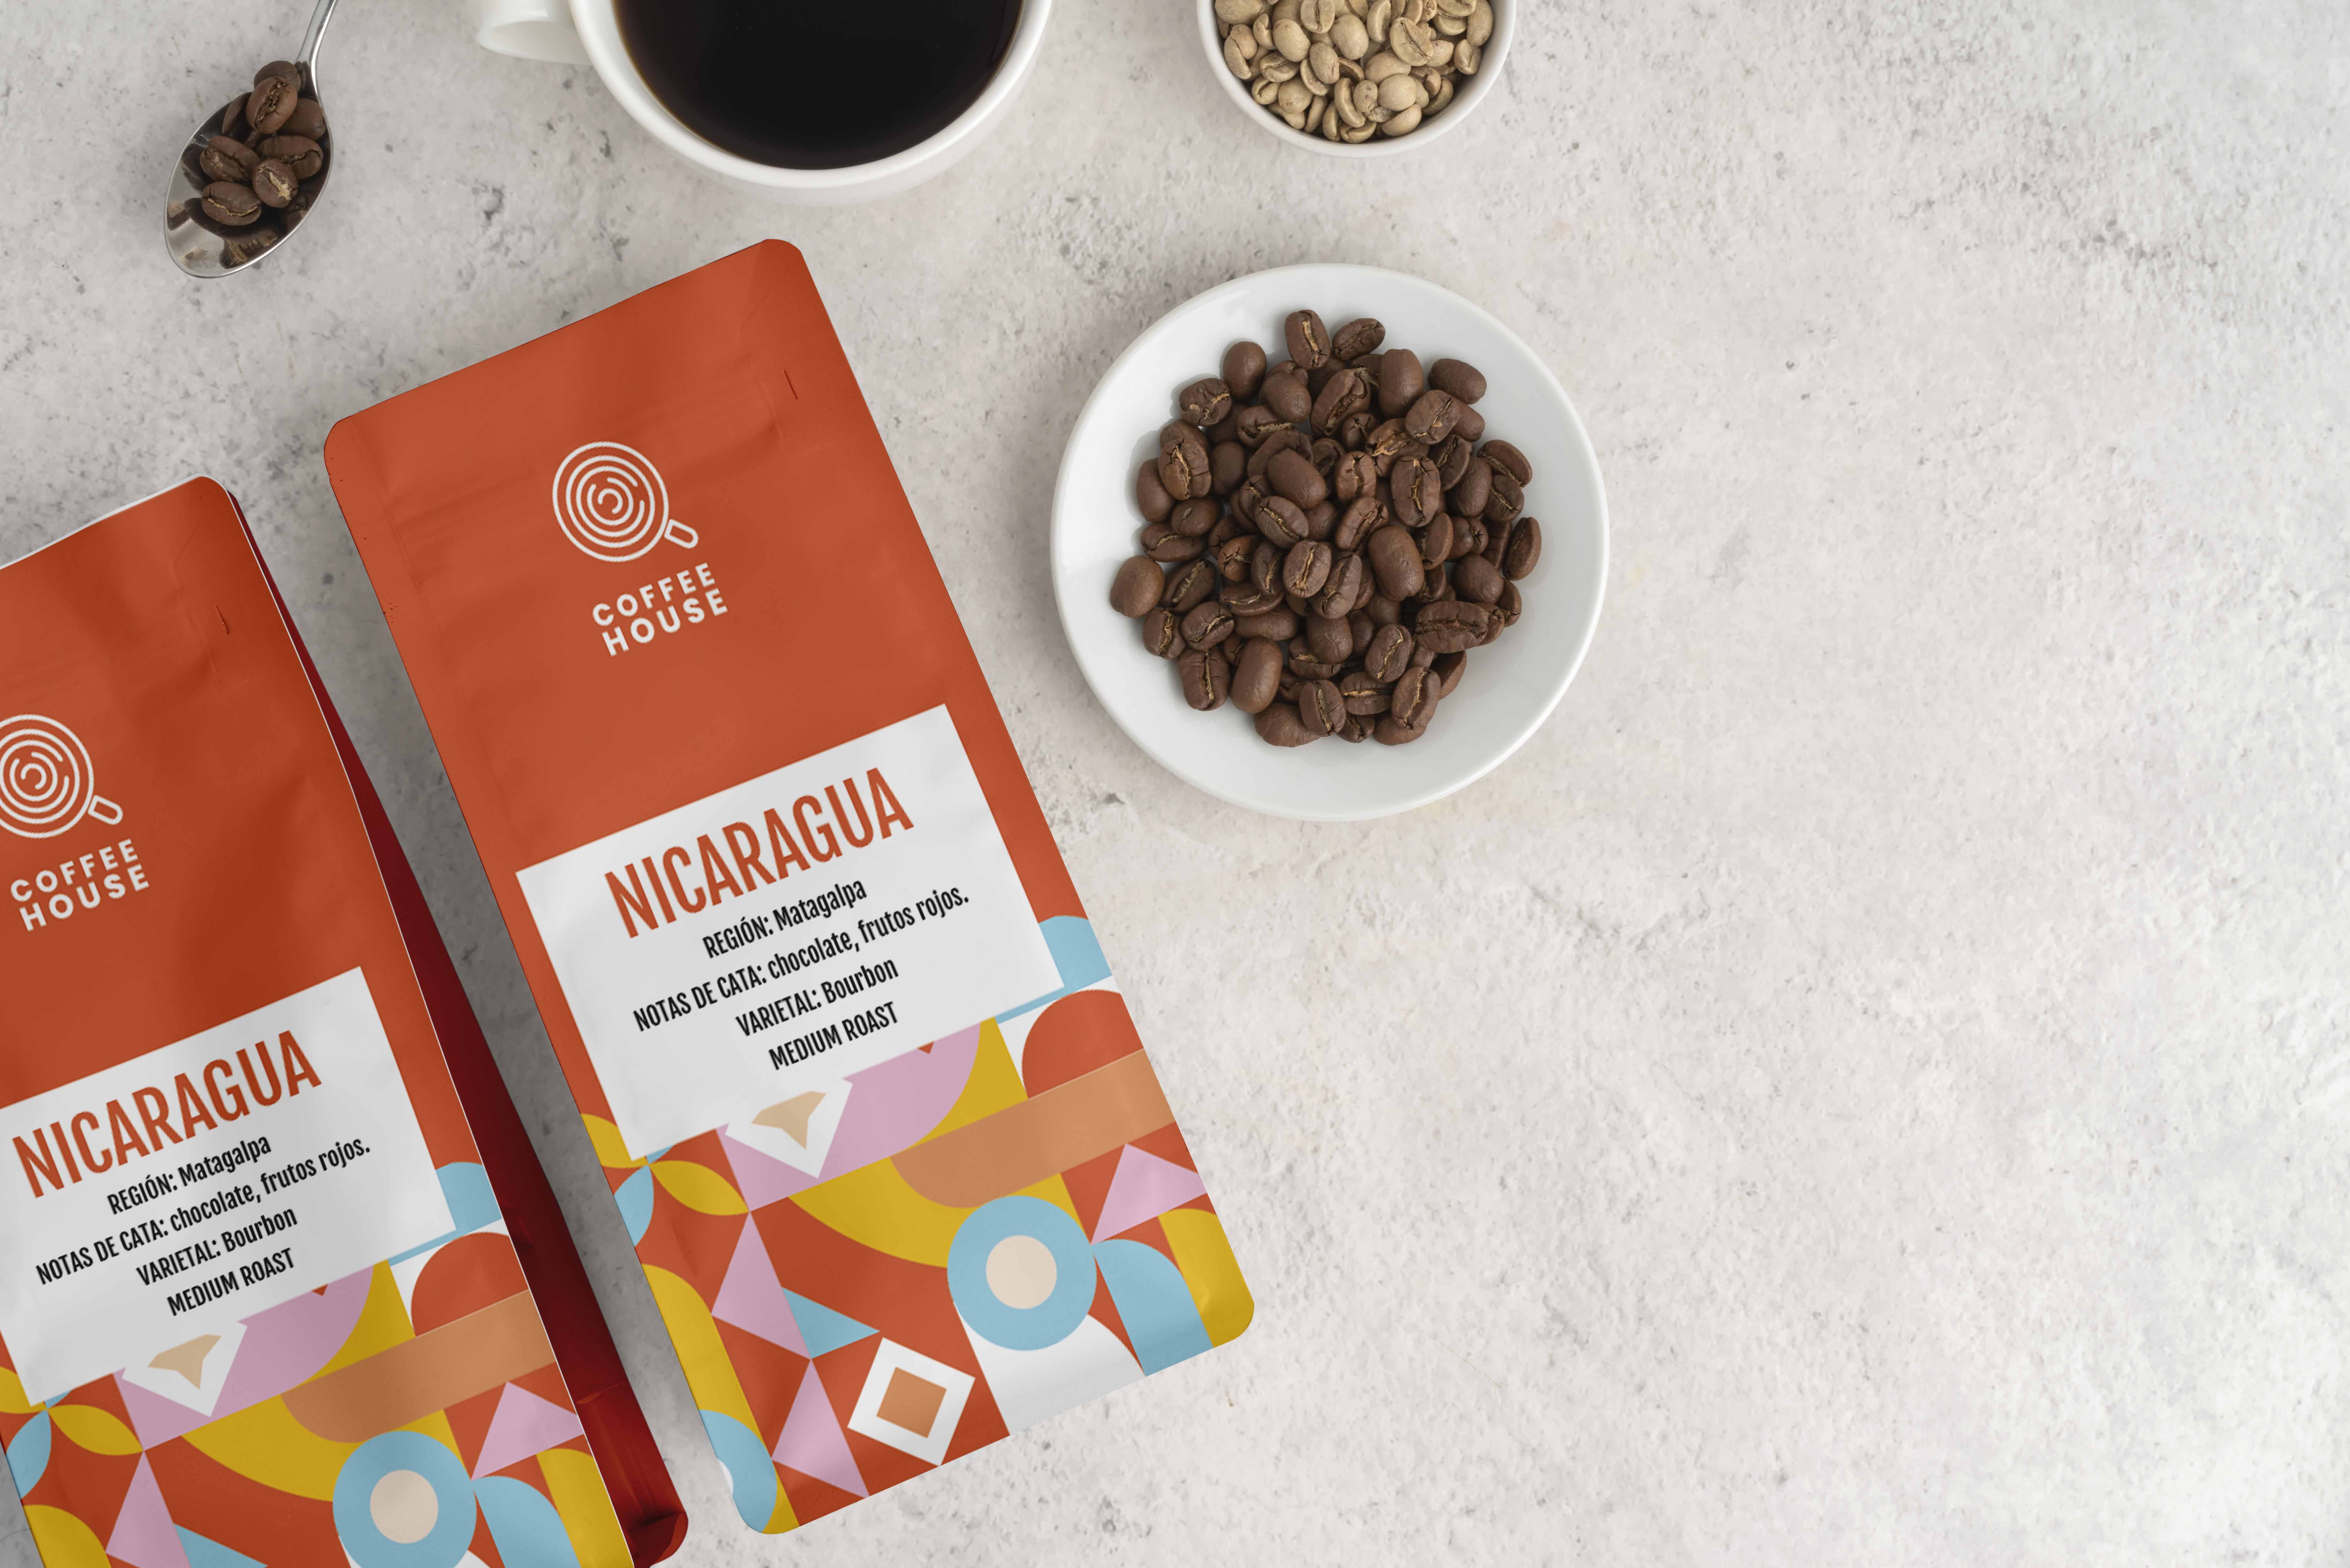 COFFEE
HOUSE
NICARAGUA
REGIÓN: Matagalpa
NOTAS DE CATA: chocolate, frutos rojos.
VARIETAL: Bourbon
MEDIUM ROAST
COFFEE
HOUSE
NICARAGUA
REGIÓN: Matagalpa
NOTAS DE CATA: chocolate, frutos rojos.
VARIETAL: Bourbon
MEDIUM ROAST